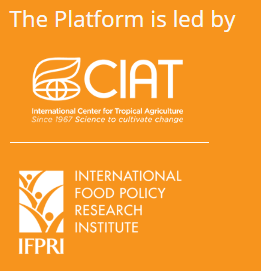 The Platform is led by
CIAT
International Center for Tropical Agriculture
Since 1967 Science to cultivate change
INTERNATIONAL
FOOD POLICY
RESEARCH
INSTITUTE
IFPRI